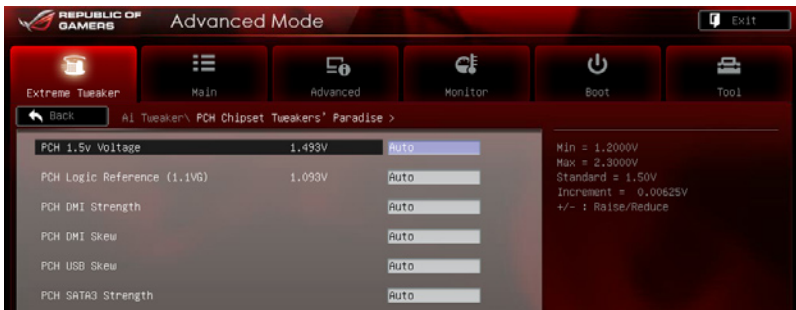 REPUBLIC OF GAMERS
Advanced Mode
Exit
Extreme Tweaker
Main
Advanced
Monitor
Boot
Tool
Back
Ai Tweaker\ PCH Chipset Tweakers' Paradise >
PCH 1.5v Voltage 1.493V Auto
PCH Logic Reference (1.1VG) 1.093V Auto
PCH DMI Strength Auto
PCH DMI Skew Auto
PCH USB Skew Auto
PCH SATA3 Strength Auto
Min = 1.2000V
Max = 2.3000V
Standard = 1.50V
Increment = 0.00625V
+/- : Raise/Reduce